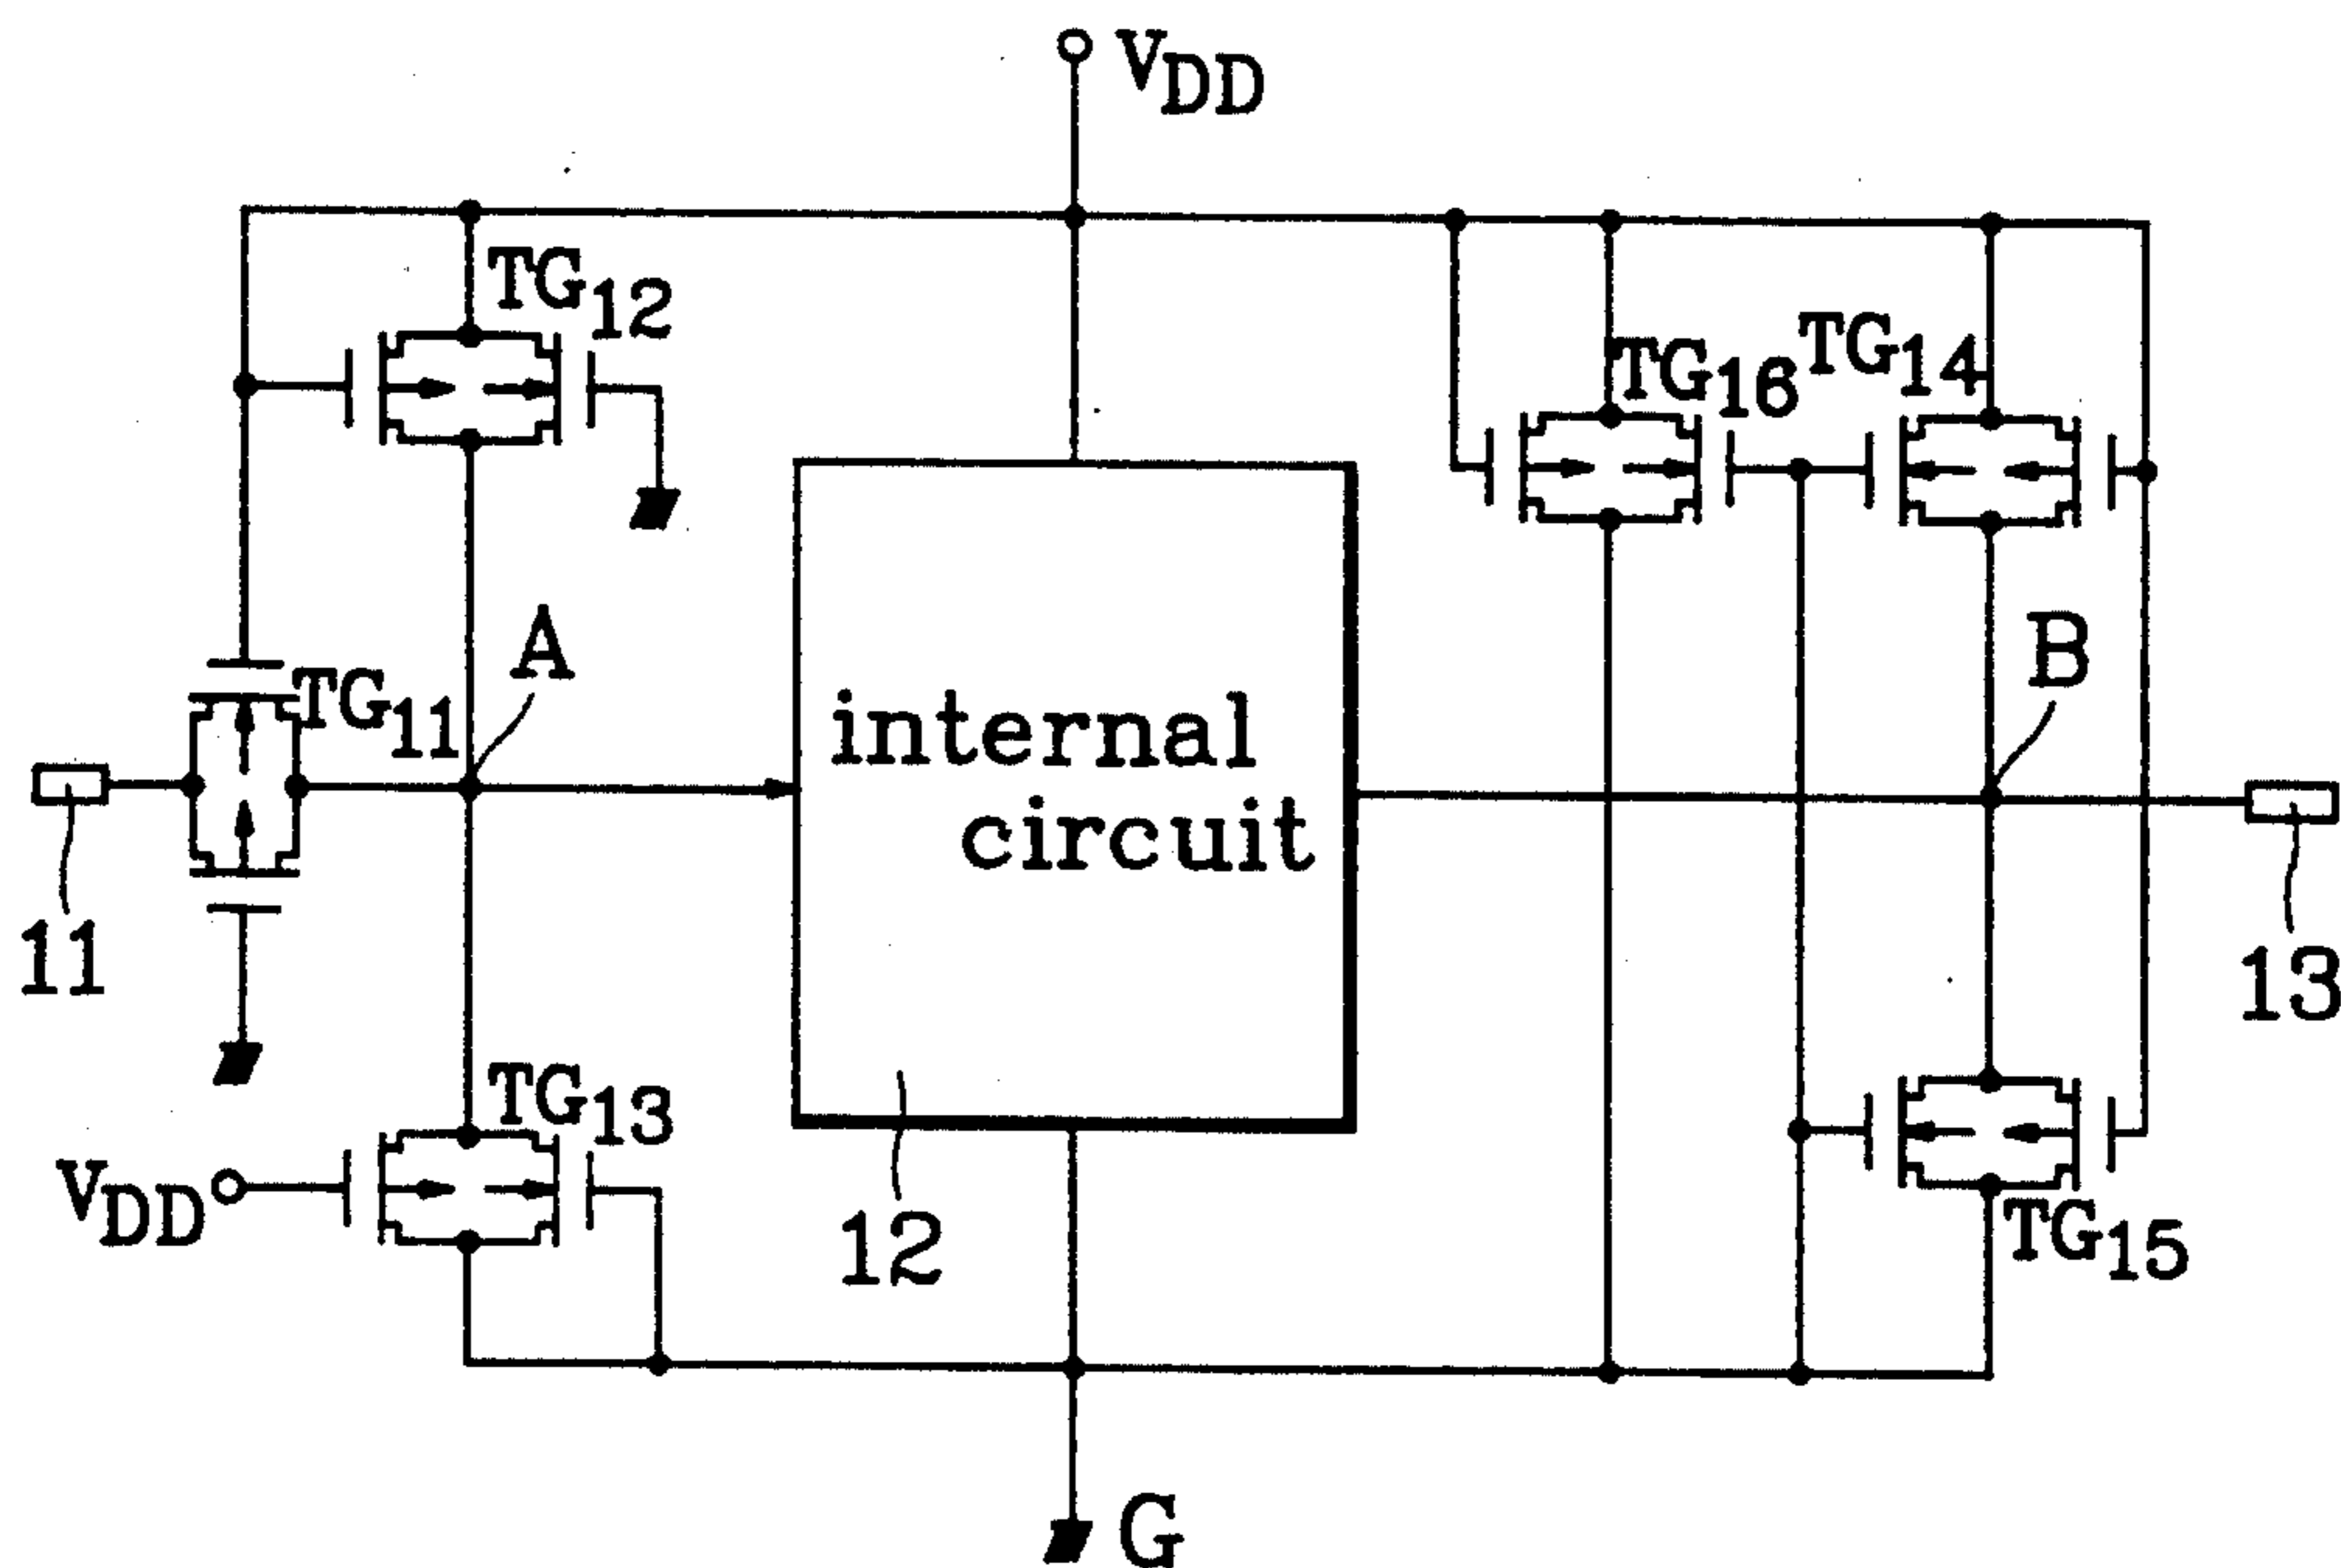 VDD
TG12
TG16
TG14
TG11
A
B
internal
circuit
11
13
TG13
VDD
12
TG15
G